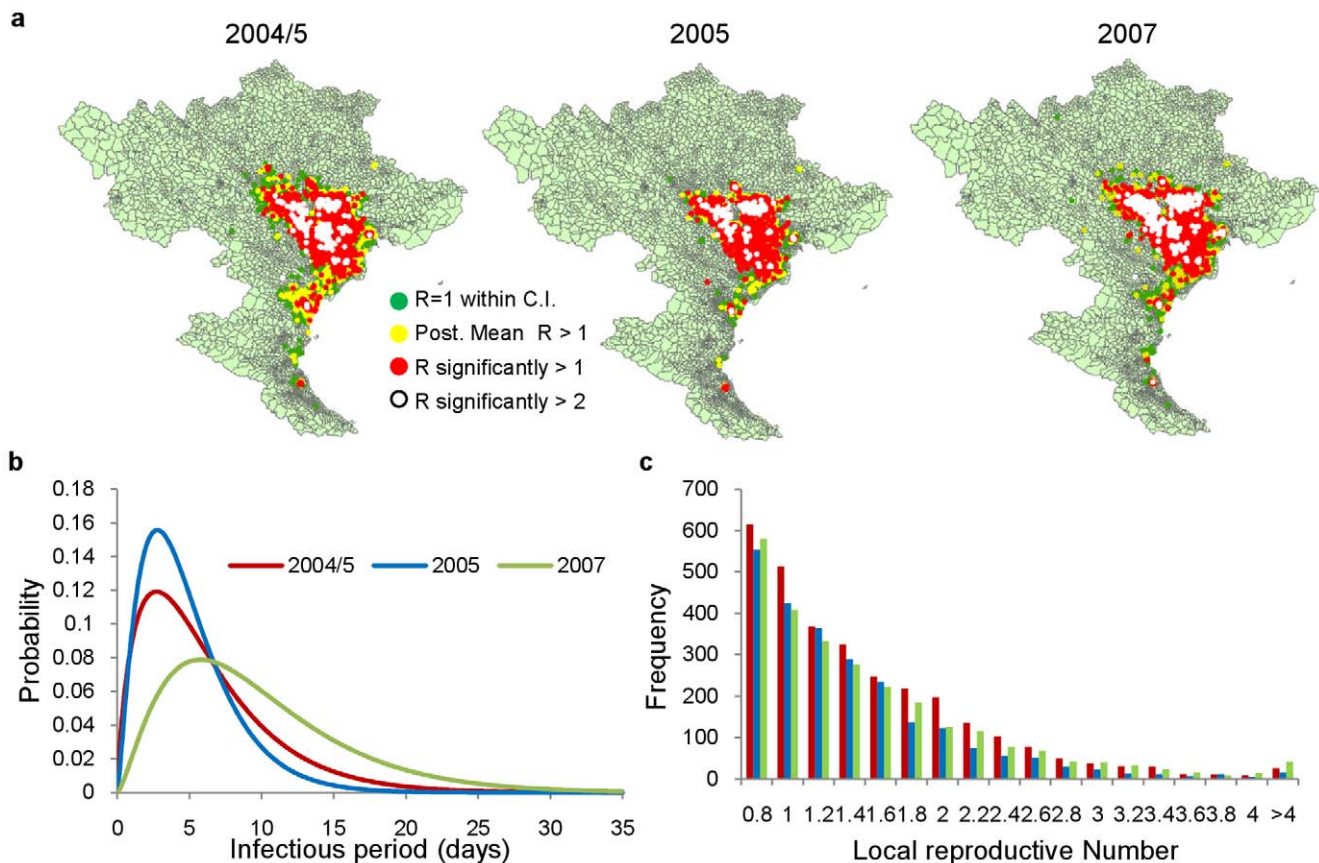 a
2004/5 2005 2007
R=1 within C.I.
Post. Mean R > 1
R significantly > 1
R significantly > 2
b
0.18
0.16
0.14
0.12
0.1
0.08
0.06
0.04
0.02
0
Probability
2004/5 2005 2007
0 5 10 15 20 25 30 35
Infectious period (days)
c
700
600
500
400
300
200
100
0
Frequency
0.8 1 1.2 1.4 1.6 1.8 2 2.2 2.4 2.6 2.8 3 3.2 3.4 3.6 3.8 4 >4
Local reproductive Number